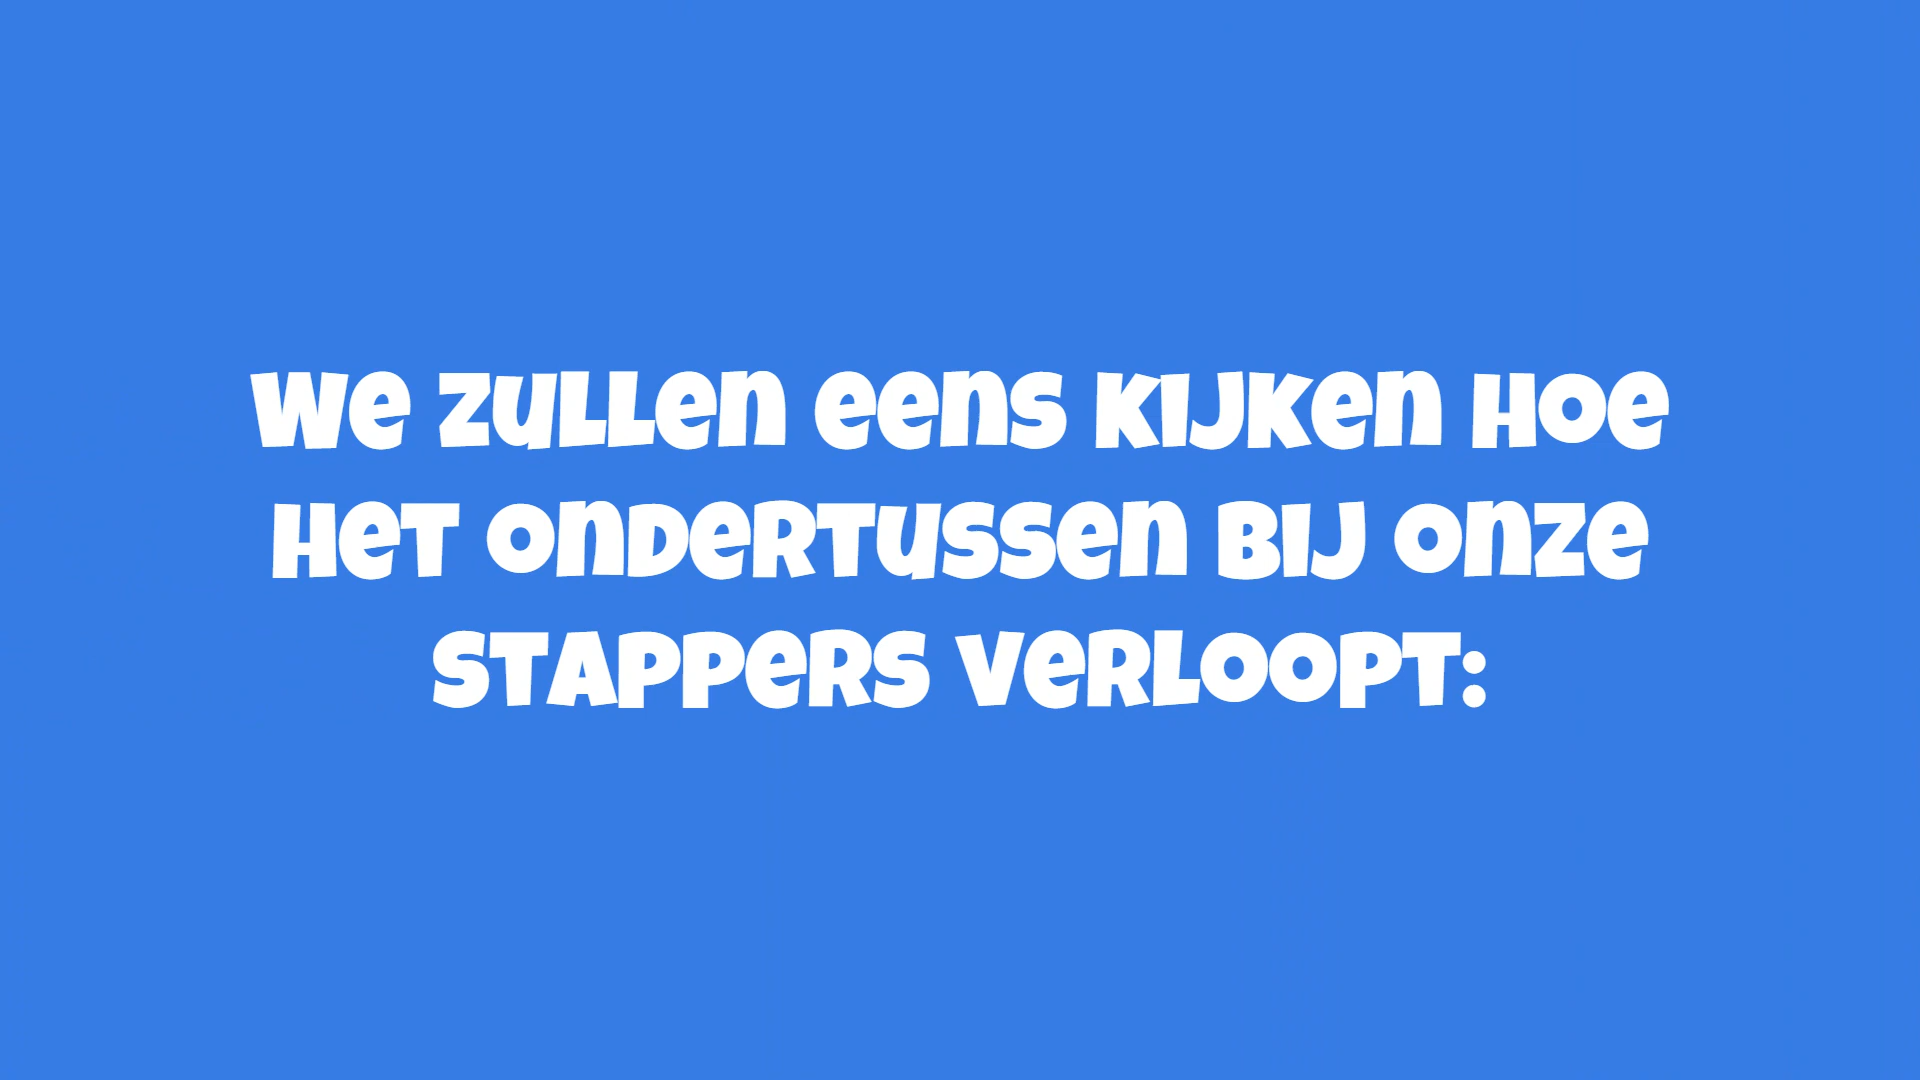 We zullen eens kijken hoe
het ondertussen bij onze
stappers verloopt: